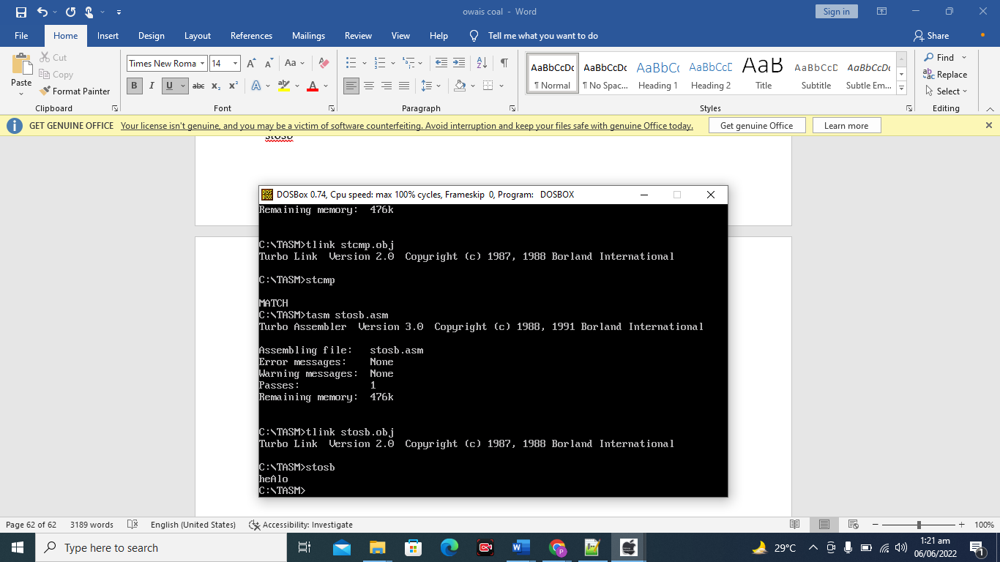 owais coal - Word
Sign in
File Home Insert Design Layout References Mailings Review View Help Tell me what you want to do Share
Paste Cut Copy Format Painter
Times New Roma 14 Aa
B I U abc x₂ x² A ab A
AaBbCcDc AaBbCcDc AaBbCc AaBbCcC AaB AaBbCcD AaBbCcDc
¶ Normal ¶ No Spac... Heading 1 Heading 2 Title Subtitle Subtle Em...
Find
Replace
Select
Clipboard Font Paragraph Styles Editing
GET GENUINE OFFICE Your license isn't genuine, and you may be a victim of software counterfeiting. Avoid interruption and keep your files safe with genuine Office today. Get genuine Office Learn more
stosb
DOSBox 0.74, Cpu speed: max 100% cycles, Frameskip 0, Program: DOSBOX
Remaining memory: 476k
C:\TASM>tlink stcmp.obj
Turbo Link Version 2.0 Copyright (c) 1987, 1988 Borland International
C:\TASM>stcmp
MATCH
C:\TASM>tasm stosb.asm
Turbo Assembler Version 3.0 Copyright (c) 1988, 1991 Borland International
Assembling file: stosb.asm
Error messages: None
Warning messages: None
Passes: 1
Remaining memory: 476k
C:\TASM>tlink stosb.obj
Turbo Link Version 2.0 Copyright (c) 1987, 1988 Borland International
C:\TASM>stosb
heAlo
C:\TASM>
Page 62 of 62 3189 words English (United States) Accessibility: Investigate 100%
Type here to search
29°C
1:21 am
06/06/2022
1